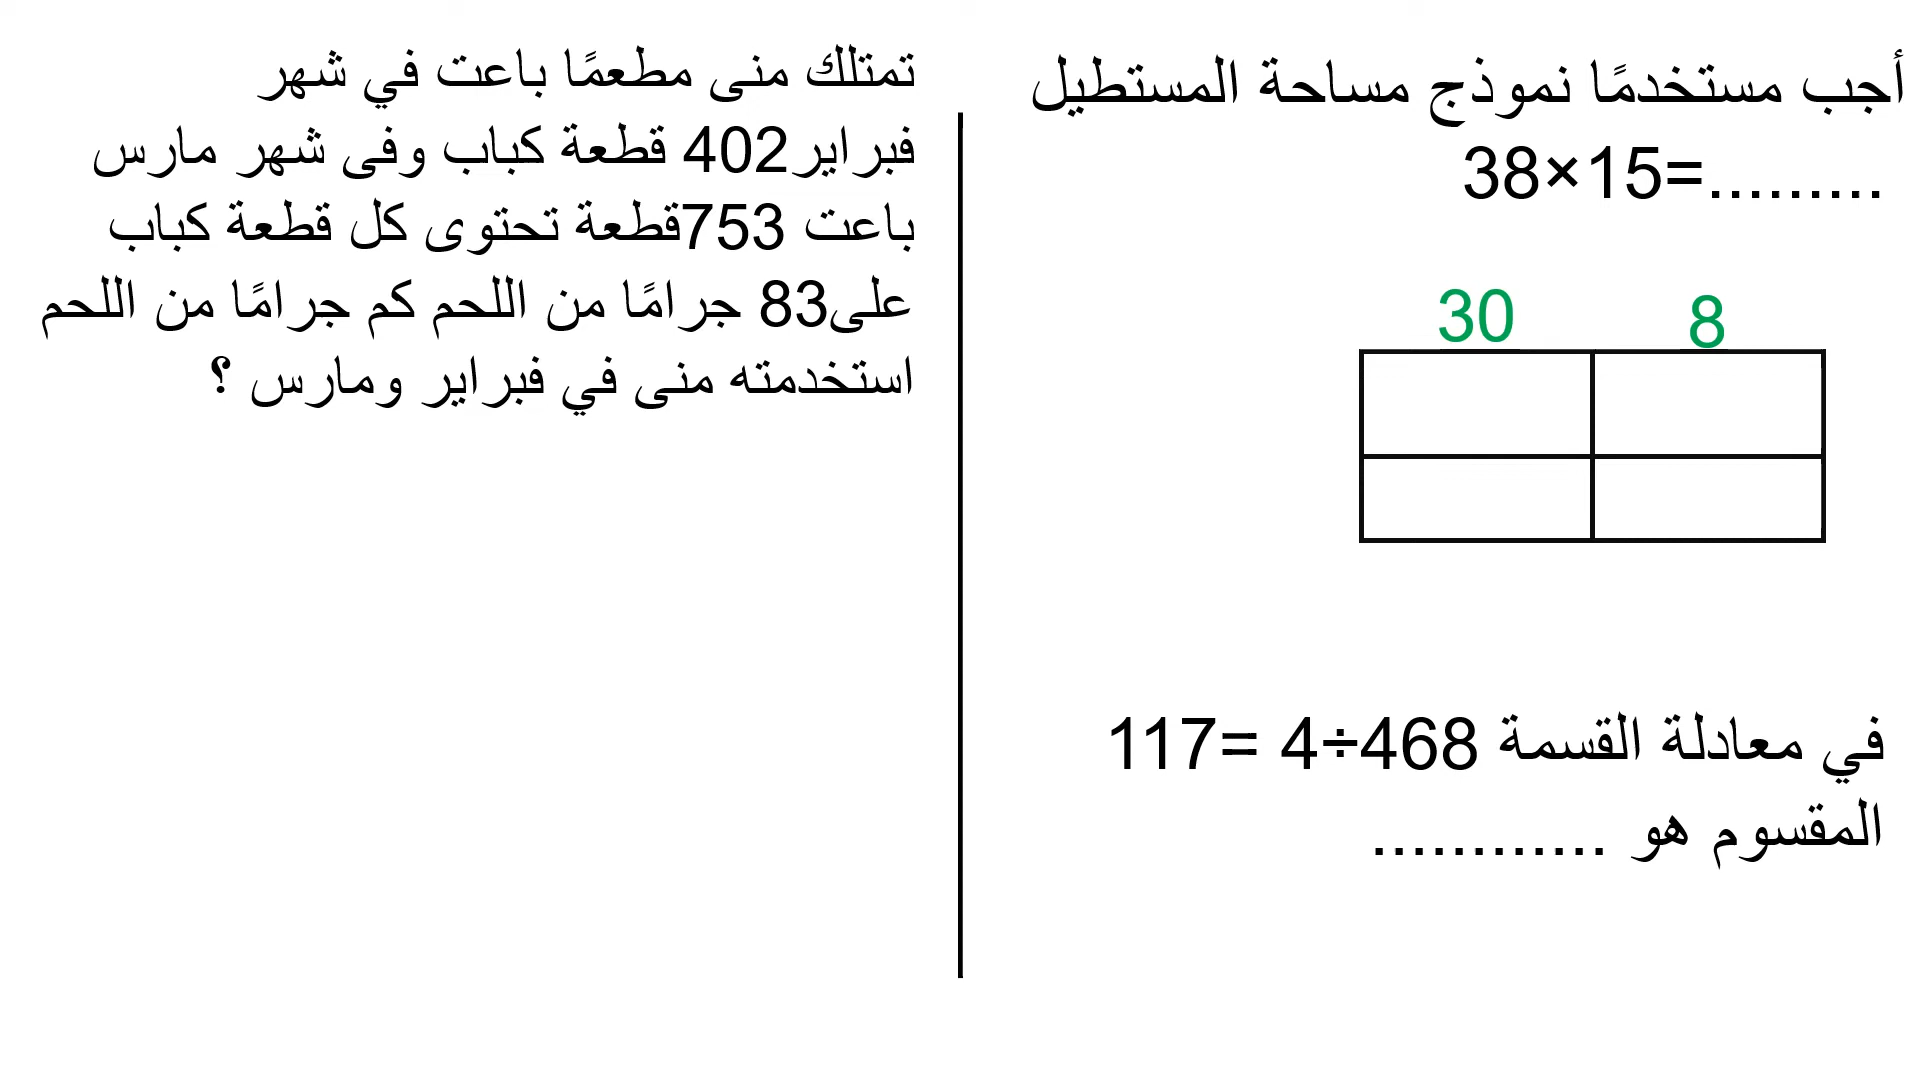 أجب مستخدمًا نموذج مساحة المستطيل
38×15=.........
30 8
في معادلة القسمة 468÷4 =117
المقسوم هو ............
تمتلك منى مطعمًا باعت في شهر
فبراير402 قطعة كباب وفى شهر مارس
باعت 753قطعة تحتوى كل قطعة كباب
على83 جرامًا من اللحم كم جرامًا من اللحم
استخدمته منى في فبراير ومارس ؟